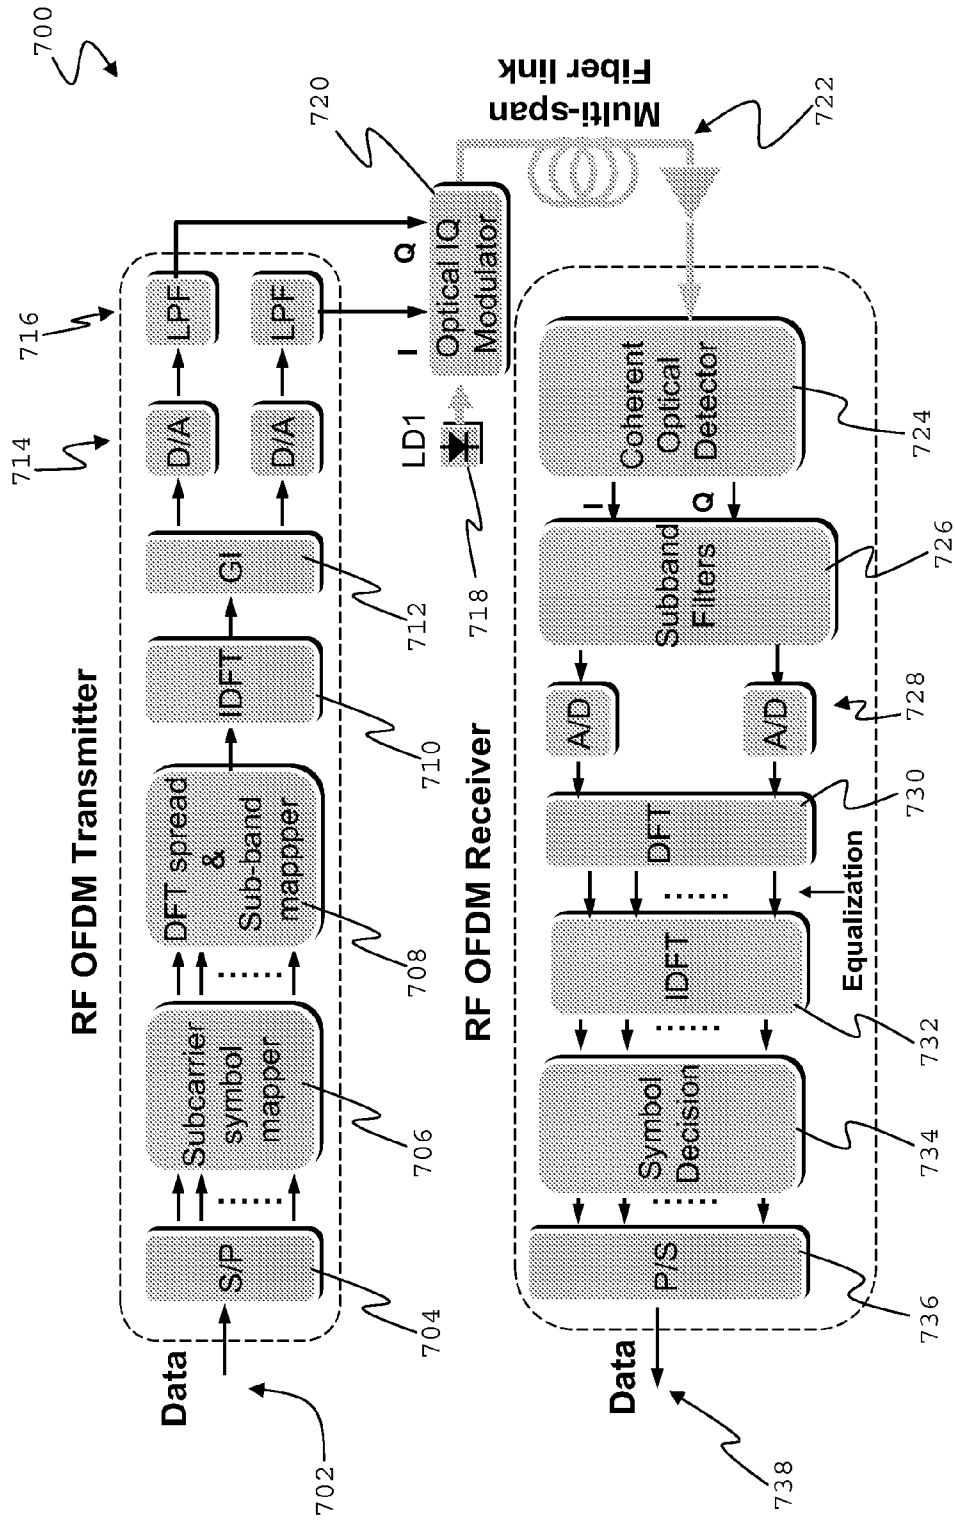 700
RF OFDM Transmitter
Data
702
S/P
704
Subcarrier
symbol
mapper
706
DFT spread
&
Sub-band
mappper
708
IDFT
710
GI
712
D/A
D/A
714
LPF
LPF
716
I
Q
LD1
718
Optical IQ
Modulator
720
Multi-span
Fiber link
722
RF OFDM Receiver
Coherent
Optical
Detector
724
I
Q
Subband
Filters
726
A/D
A/D
728
DFT
730
Equalization
IDFT
732
Symbol
Decision
734
P/S
736
Data
738